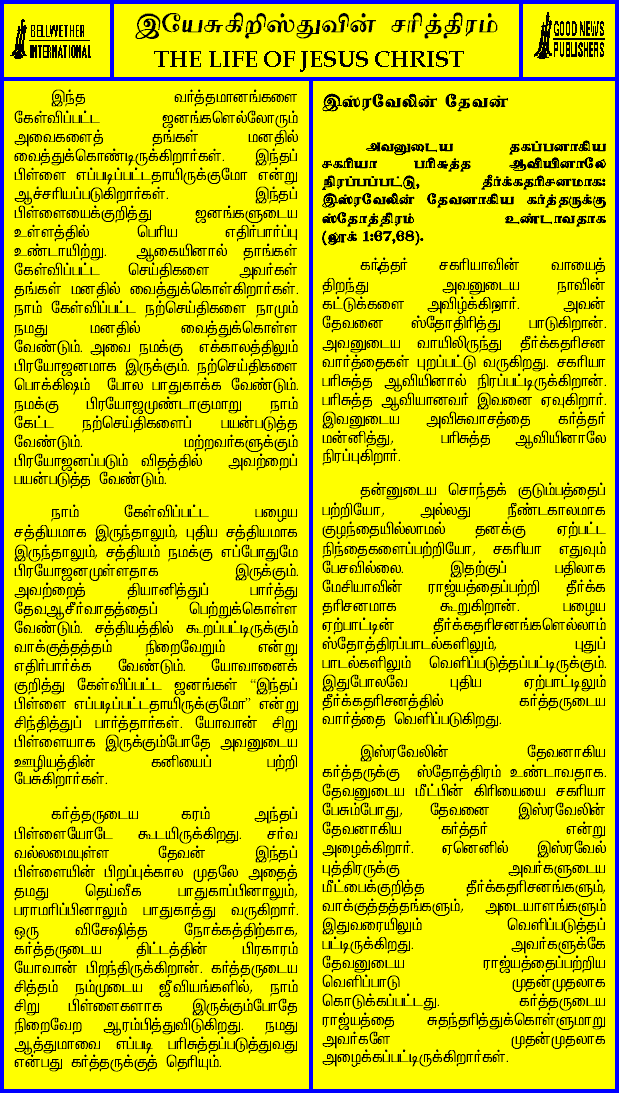 BELLWETHER
INTERNATIONAL
இயேசுகிறிஸ்துவின் சரித்திரம்
THE LIFE OF JESUS CHRIST
GOOD NEWS
PUBLISHERS
இந்த வர்த்தமானங்களை
கேள்விப்பட்ட ஜனங்களெல்லோரும்
அவைகளைத் தங்கள் மனதில்
வைத்துக்கொண்டிருக்கிறார்கள். இந்தப்
பிள்ளை எப்படிப்பட்டதாயிருக்குமோ என்று
ஆச்சரியப்படுகிறார்கள். இந்தப்
பிள்ளையைக்குறித்து ஜனங்களுடைய
உள்ளத்தில் பெரிய எதிர்பார்ப்பு
உண்டாயிற்று. ஆகையினால் தாங்கள்
கேள்விப்பட்ட செய்திகளை அவர்கள்
தங்கள் மனதில் வைத்துக்கொள்கிறார்கள்.
நாம் கேள்விப்பட்ட நற்செய்திகளை நாமும்
நமது மனதில் வைத்துக்கொள்ள
வேண்டும். அவை நமக்கு எக்காலத்திலும்
பிரயோஜனமாக இருக்கும். நற்செய்திகளை
பொக்கிஷம் போல பாதுகாக்க வேண்டும்.
நமக்கு பிரயோஜமுண்டாகுமாறு நாம்
கேட்ட நற்செய்திகளைப் பயன்படுத்த
வேண்டும். மற்றவர்களுக்கும்
பிரயோஜனப்படும் விதத்தில் அவற்றைப்
பயன்படுத்த வேண்டும்.
நாம் கேள்விப்பட்ட பழைய
சத்தியமாக இருந்தாலும், புதிய சத்தியமாக
இருந்தாலும், சத்தியம் நமக்கு எப்போதுமே
பிரயோஜனமுள்ளதாக இருக்கும்.
அவற்றைத் தியானித்துப் பார்த்து
தேவஆசீர்வாதத்தைப் பெற்றுக்கொள்ள
வேண்டும். சத்தியத்தில் கூறப்பட்டிருக்கும்
வாக்குத்தத்தம் நிறைவேறும் என்று
எதிர்பார்க்க வேண்டும். யோவானைக்
குறித்து கேள்விப்பட்ட ஜனங்கள் “இந்தப்
பிள்ளை எப்படிப்பட்டதாயிருக்குமோ” என்று
சிந்தித்துப் பார்த்தார்கள். யோவான் சிறு
பிள்ளையாக இருக்கும்போதே அவனுடைய
ஊழியத்தின் கனியைப் பற்றி
பேசுகிறார்கள்.
கர்த்தருடைய கரம் அந்தப்
பிள்ளையோடே கூடயிருக்கிறது. சர்வ
வல்லமையுள்ள தேவன் இந்தப்
பிள்ளையின் பிறப்புக்கால முதலே அதைத்
தமது தெய்வீக பாதுகாப்பினாலும்,
பராமரிப்பினாலும் பாதுகாத்து வருகிறார்.
ஒரு விசேஷித்த நோக்கத்திற்காக,
கர்த்தருடைய திட்டத்தின் பிரகாரம்
யோவான் பிறந்திருக்கிறான். கர்த்தருடைய
சித்தம் நம்முடைய ஜீவியங்களில், நாம்
சிறு பிள்ளைகளாக இருக்கும்போதே
நிறைவேற ஆரம்பித்துவிடுகிறது. நமது
ஆத்துமாவை எப்படி பரிசுத்தப்படுத்துவது
என்பது கர்த்தருக்குத் தெரியும்.
இஸ்ரவேலின் தேவன்
அவனுடைய தகப்பனாகிய
சகரியா பரிசுத்த ஆவியினாலே
நிரப்பப்பட்டு, தீர்க்கதரிசனமாக:
இஸ்ரவேலின் தேவனாகிய கர்த்தருக்கு
ஸ்தோத்திரம் உண்டாவதாக
(லூக் 1:67,68).
கர்த்தர் சகரியாவின் வாயைத்
திறந்து அவனுடைய நாவின்
கட்டுக்களை அவிழ்க்கிறார். அவன்
தேவனை ஸ்தோதிரித்து பாடுகிறான்.
அவனுடைய வாயிலிருந்து தீர்க்கதரிசன
வார்த்தைகள் புறப்பட்டு வருகிறது. சகரியா
பரிசுத்த ஆவியினால் நிரப்பட்டிருக்கிறான்.
பரிசுத்த ஆவியானவர் இவனை ஏவுகிறார்.
இவனுடைய அவிசுவாசத்தை கர்த்தர்
மன்னித்து, பரிசுத்த ஆவியினாலே
நிரப்புகிறார்.
தன்னுடைய சொந்தக் குடும்பத்தைப்
பற்றியோ, அல்லது நீண்டகாலமாக
குழந்தையில்லாமல் தனக்கு ஏற்பட்ட
நிந்தைகளைப்பற்றியோ, சகரியா எதுவும்
பேசவில்லை. இதற்குப் பதிலாக
மேசியாவின் ராஜ்யத்தைப்பற்றி தீர்க்க
தரிசனமாக கூறுகிறான். பழைய
ஏற்பாட்டின் தீர்க்கதரிசனங்களெல்லாம்
ஸ்தோத்திரப்பாடல்களிலும், புதுப்
பாடல்களிலும் வெளிப்படுத்தப்பட்டிருக்கும்.
இதுபோலவே புதிய ஏற்பாட்டிலும்
தீர்க்கதரிசனத்தில் கர்த்தருடைய
வார்த்தை வெளிப்படுகிறது.
இஸ்ரவேலின் தேவனாகிய
கர்த்தருக்கு ஸ்தோத்திரம் உண்டாவதாக.
தேவனுடைய மீட்பின் கிரியையை சகரியா
பேசும்போது, தேவனை இஸ்ரவேலின்
தேவனாகிய கர்த்தர் என்று
அழைக்கிறார். ஏனெனில் இஸ்ரவேல்
புத்திரருக்கு அவர்களுடைய
மீட்பைக்குறித்த தீர்க்கதரிசனங்களும்,
வாக்குத்தத்தங்களும், அடையாளங்களும்
இதுவரையிலும் வெளிப்படுத்தப்
பட்டிருக்கிறது. அவர்களுக்கே
தேவனுடைய ராஜ்யத்தைப்பற்றிய
வெளிப்பாடு முதன்முதலாக
கொடுக்கப்பட்டது. கர்த்தருடைய
ராஜ்யத்தை சுதந்தரித்துக்கொள்ளுமாறு
அவர்களே முதன்முதலாக
அழைக்கப்பட்டிருக்கிறார்கள்.